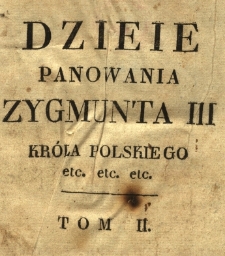 DZIEIE
PANOWANIA
ZYGMUNTA III
KRÓLA POLSKIEGO
etc. etc. etc.
TOM II.